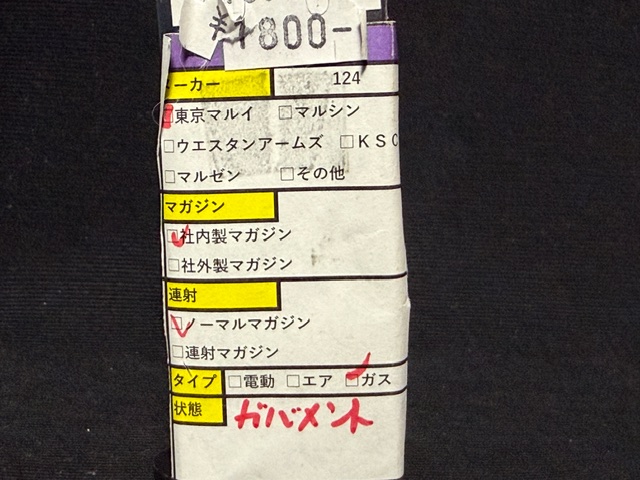 ¥1800-
ーカー 124
□東京マルイ □マルシン
□ウエスタンアームズ □KSC
□マルゼン □その他
マガジン
□社内製マガジン
□社外製マガジン
連射
□ノーマルマガジン
□連射マガジン
タイプ □電動 □エア □ガス
状態 ガバメント